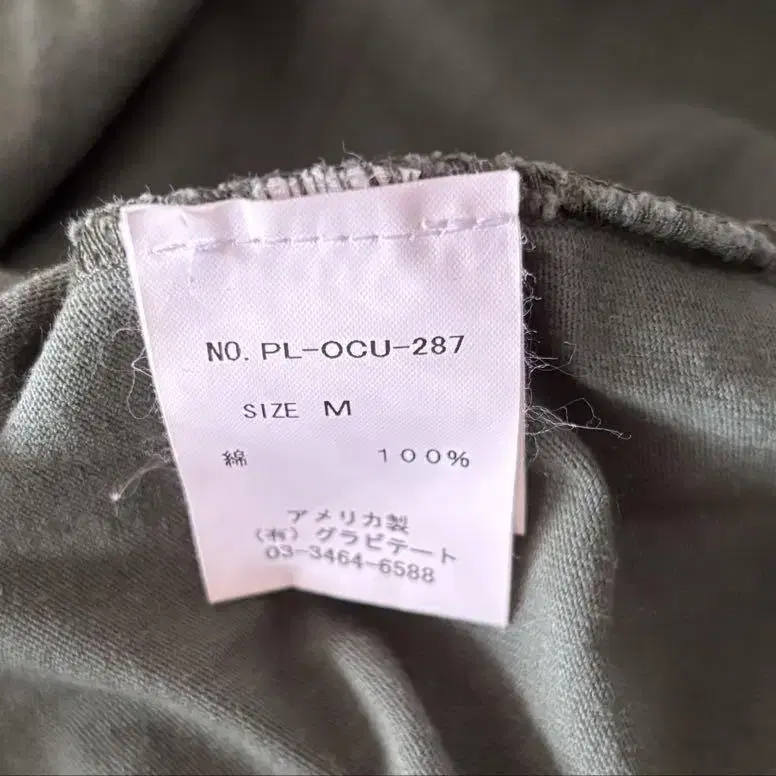 NO. PL-OCU-287
SIZE M
綿 100%
アメリカ製
(有) グラビテート
03-3464-6588